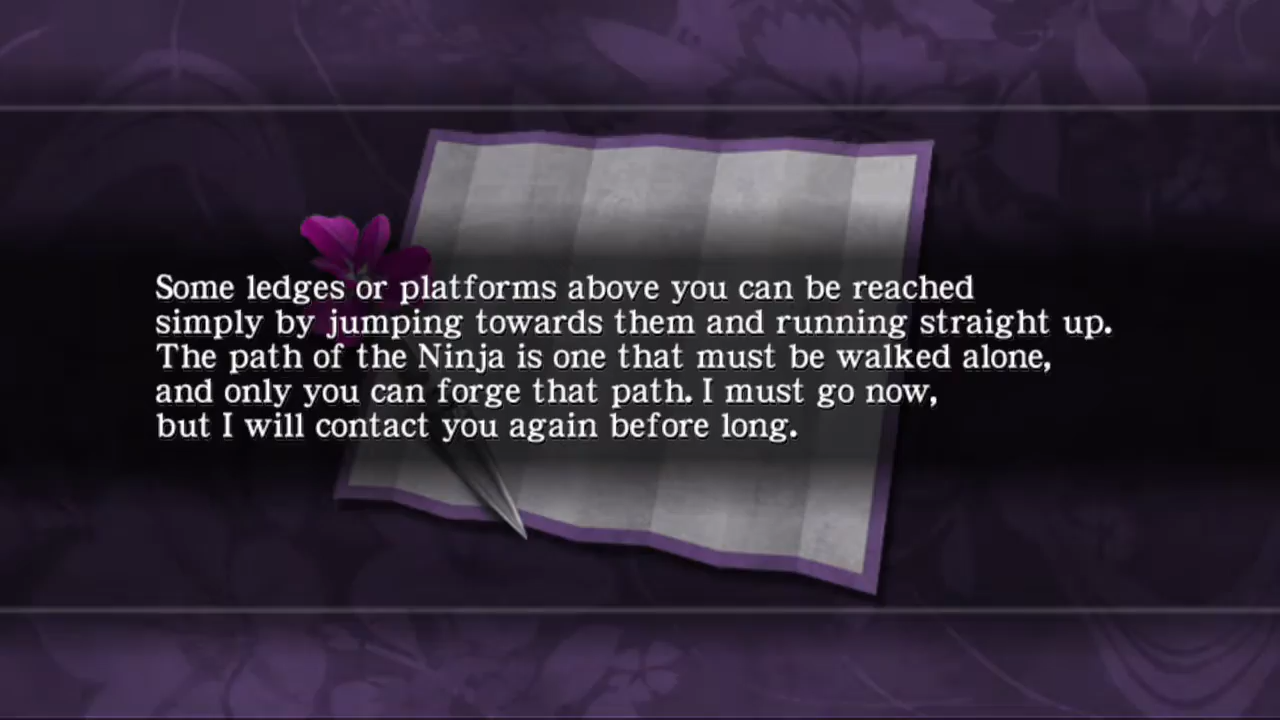 Some ledges or platforms above you can be reached
simply by jumping towards them and running straight up.
The path of the Ninja is one that must be walked alone,
and only you can forge that path. I must go now,
but I will contact you again before long.